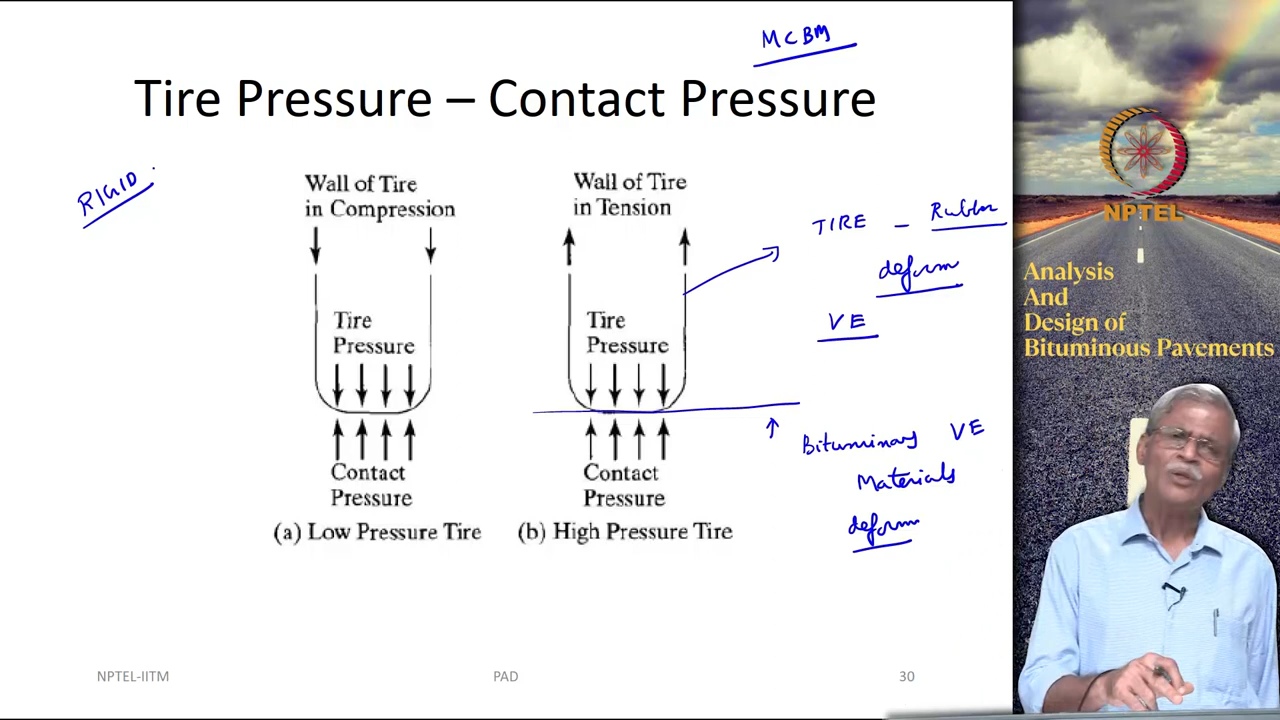 MCBM
Tire Pressure – Contact Pressure
RIGID
Wall of Tire
in Compression
Tire
Pressure
Contact
Pressure
(a) Low Pressure Tire
Wall of Tire
in Tension
Tire
Pressure
Contact
Pressure
(b) High Pressure Tire
TIRE – Rubber
deform
VE
Bituminous VE
Materials
deform
NPTEL-IITM
PAD
30
NPTEL
Analysis
And
Design of
Bituminous Pavements